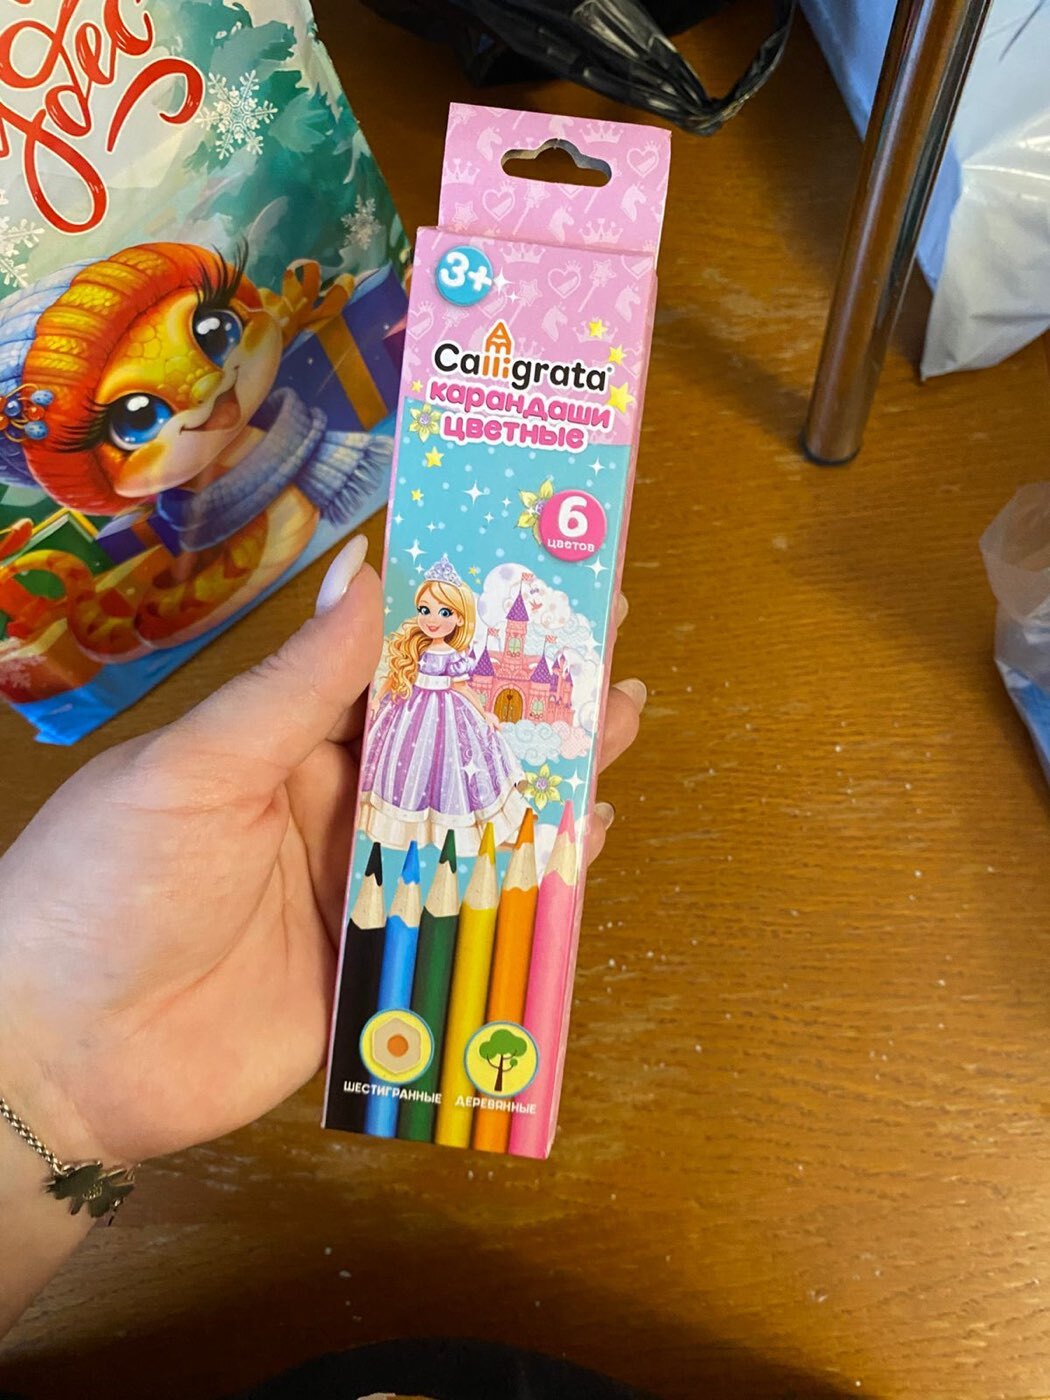 3+
Calligrata
карандаши
цветные
6
цветов
ШЕСТИГРАННЫЕ
ДЕРЕВЯННЫЕ